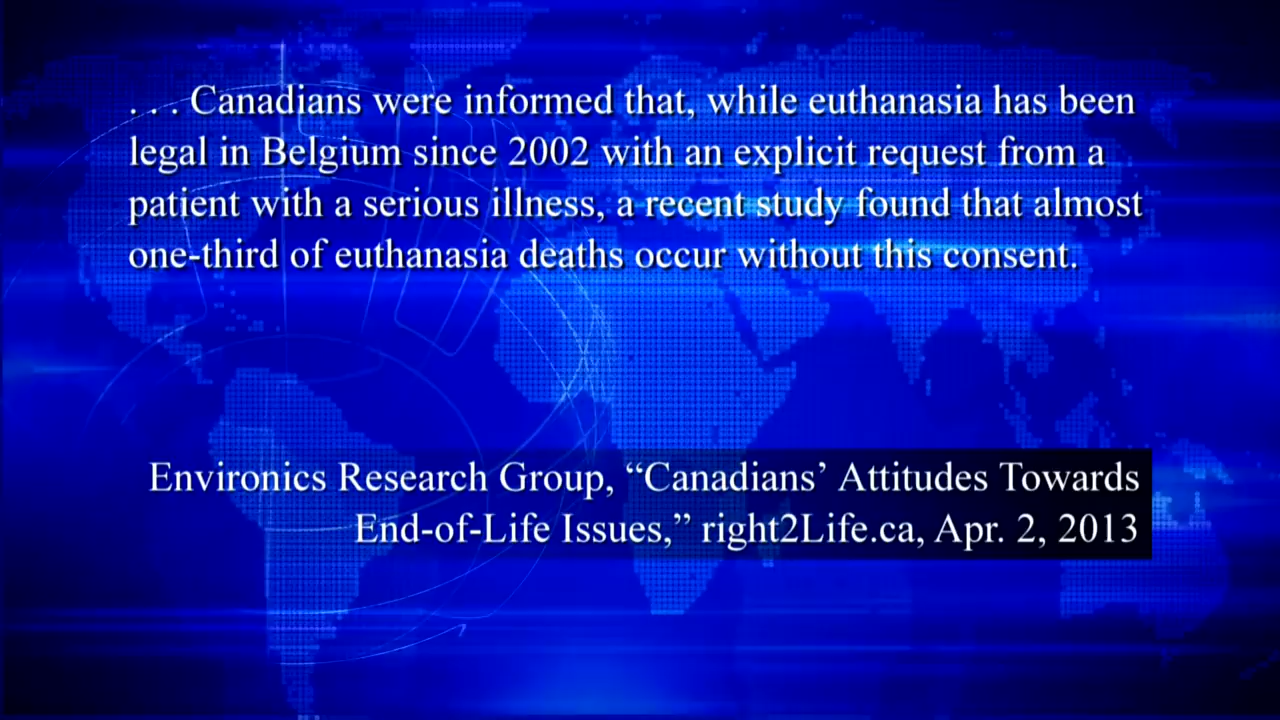 . . . Canadians were informed that, while euthanasia has been
legal in Belgium since 2002 with an explicit request from a
patient with a serious illness, a recent study found that almost
one-third of euthanasia deaths occur without this consent.
Environics Research Group, “Canadians’ Attitudes Towards
End-of-Life Issues,” right2Life.ca, Apr. 2, 2013